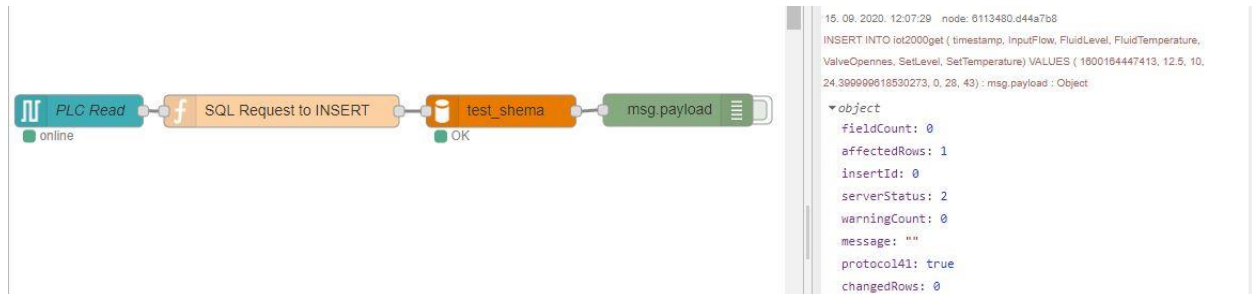 PLC Read
online
SQL Request to INSERT
test_shema
OK
msg.payload
15. 09. 2020. 12:07:29 node: 6113480.d44a7b8
INSERT INTO iot2000get ( timestamp, InputFlow, FluidLevel, FluidTemperature,
ValveOpennes, SetLevel, SetTemperature) VALUES ( 1600164447413, 12.5, 10,
24.399999618530273, 0, 28, 43) : msg.payload : Object
object
fieldCount: 0
affectedRows: 1
insertId: 0
serverStatus: 2
warningCount: 0
message: ""
protocol41: true
changedRows: 0